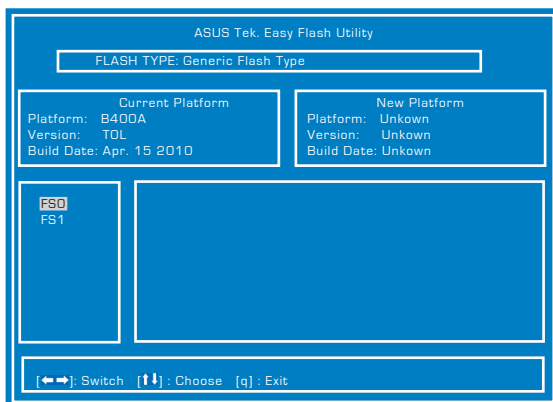 ASUS Tek. Easy Flash Utility
FLASH TYPE: Generic Flash Type
Current Platform
Platform: B400A
Version: T0L
Build Date: Apr. 15 2010
New Platform
Platform: Unkown
Version: Unkown
Build Date: Unkown
FS0
FS1
[←→]: Switch [↑↓] : Choose [q] : Exit